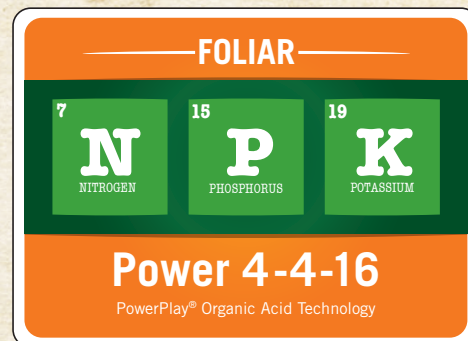 FOLIAR
7 15 19
N P K
NITROGEN PHOSPHORUS POTASSIUM
Power 4-4-16
PowerPlay® Organic Acid Technology